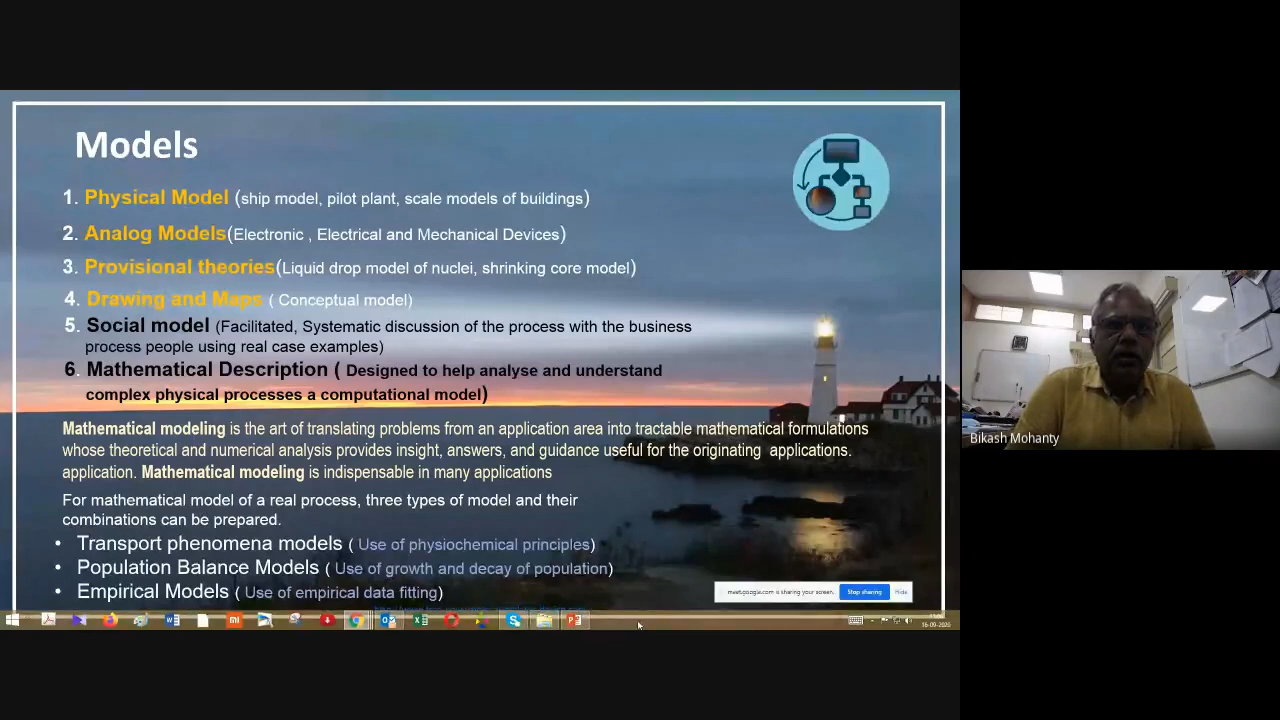 Models
1. Physical Model (ship model, pilot plant, scale models of buildings)
2. Analog Models(Electronic , Electrical and Mechanical Devices)
3. Provisional theories(Liquid drop model of nuclei, shrinking core model)
4. Drawing and Maps ( Conceptual model)
5. Social model (Facilitated, Systematic discussion of the process with the business
process people using real case examples)
6. Mathematical Description ( Designed to help analyse and understand
complex physical processes a computational model)
Mathematical modeling is the art of translating problems from an application area into tractable mathematical formulations
whose theoretical and numerical analysis provides insight, answers, and guidance useful for the originating applications.
application. Mathematical modeling is indispensable in many applications
For mathematical model of a real process, three types of model and their
combinations can be prepared.
• Transport phenomena models ( Use of physiochemical principles)
• Population Balance Models ( Use of growth and decay of population)
• Empirical Models ( Use of empirical data fitting)
meet.google.com is sharing your screen. Stop sharing Hide
16-09-2020
Bikash Mohanty